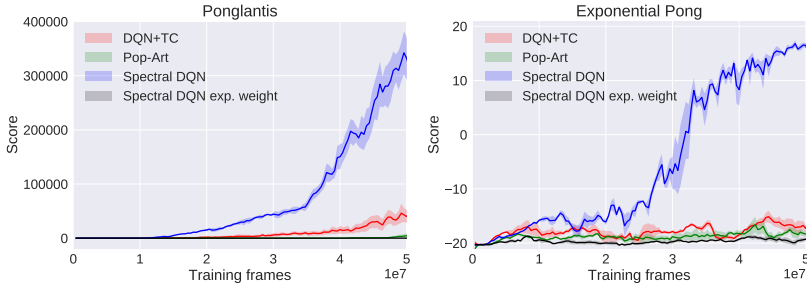 Ponglantis
400000
300000
200000
100000
0
Score
DQN+TC
Pop-Art
Spectral DQN
Spectral DQN exp. weight
0 1 2 3 4 5
Training frames
1e7
Exponential Pong
20
10
0
−10
−20
Score
DQN+TC
Pop-Art
Spectral DQN
Spectral DQN exp. weight
0 1 2 3 4 5
Training frames
1e7